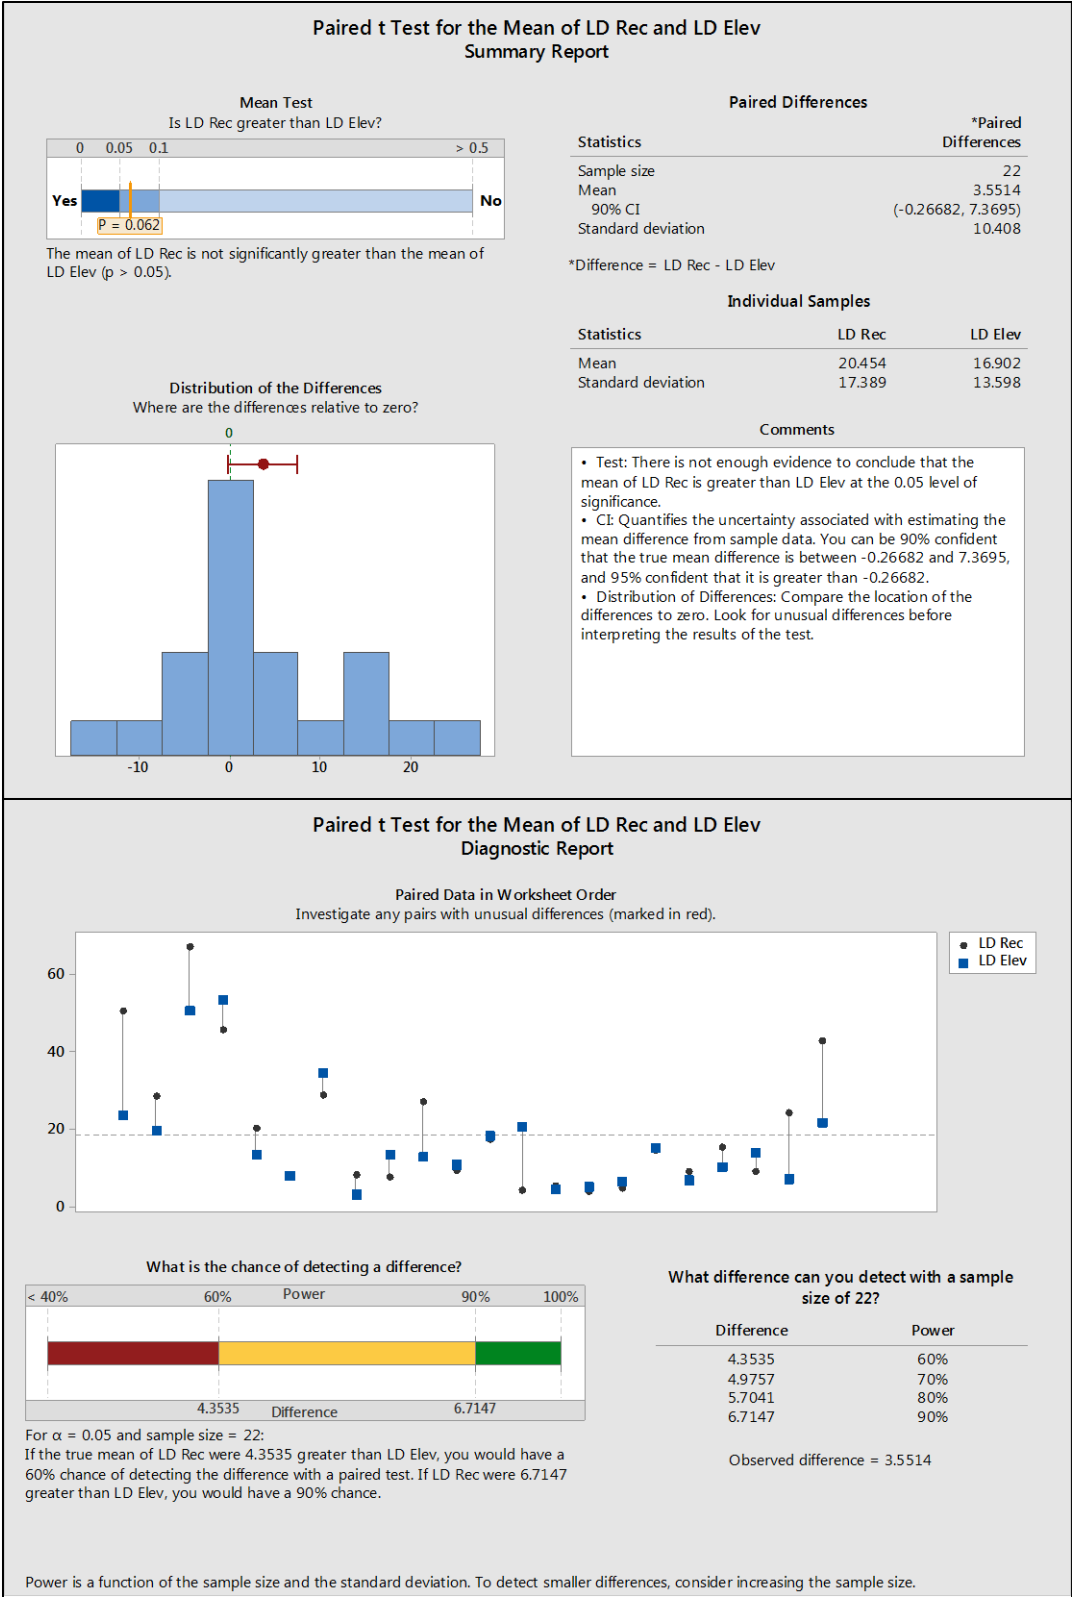 Paired t Test for the Mean of LD Rec and LD Elev
Summary Report
Mean Test
Is LD Rec greater than LD Elev?
0 0.05 0.1 > 0.5
Yes No
P = 0.062
The mean of LD Rec is not significantly greater than the mean of
LD Elev (p > 0.05).
Paired Differences
*Paired
Statistics Differences
Sample size 22
Mean 3.5514
90% CI (-0.26682, 7.3695)
Standard deviation 10.408
*Difference = LD Rec - LD Elev
Individual Samples
Statistics LD Rec LD Elev
Mean 20.454 16.902
Standard deviation 17.389 13.598
Distribution of the Differences
Where are the differences relative to zero?
0
-10 0 10 20
Comments
• Test: There is not enough evidence to conclude that the
mean of LD Rec is greater than LD Elev at the 0.05 level of
significance.
• CI: Quantifies the uncertainty associated with estimating the
mean difference from sample data. You can be 90% confident
that the true mean difference is between -0.26682 and 7.3695,
and 95% confident that it is greater than -0.26682.
• Distribution of Differences: Compare the location of the
differences to zero. Look for unusual differences before
interpreting the results of the test.
Paired t Test for the Mean of LD Rec and LD Elev
Diagnostic Report
Paired Data in Worksheet Order
Investigate any pairs with unusual differences (marked in red).
LD Rec
LD Elev
60
40
20
0
What is the chance of detecting a difference?
< 40% 60% Power 90% 100%
4.3535 Difference 6.7147
For α = 0.05 and sample size = 22:
If the true mean of LD Rec were 4.3535 greater than LD Elev, you would have a
60% chance of detecting the difference with a paired test. If LD Rec were 6.7147
greater than LD Elev, you would have a 90% chance.
What difference can you detect with a sample
size of 22?
Difference Power
4.3535 60%
4.9757 70%
5.7041 80%
6.7147 90%
Observed difference = 3.5514
Power is a function of the sample size and the standard deviation. To detect smaller differences, consider increasing the sample size.